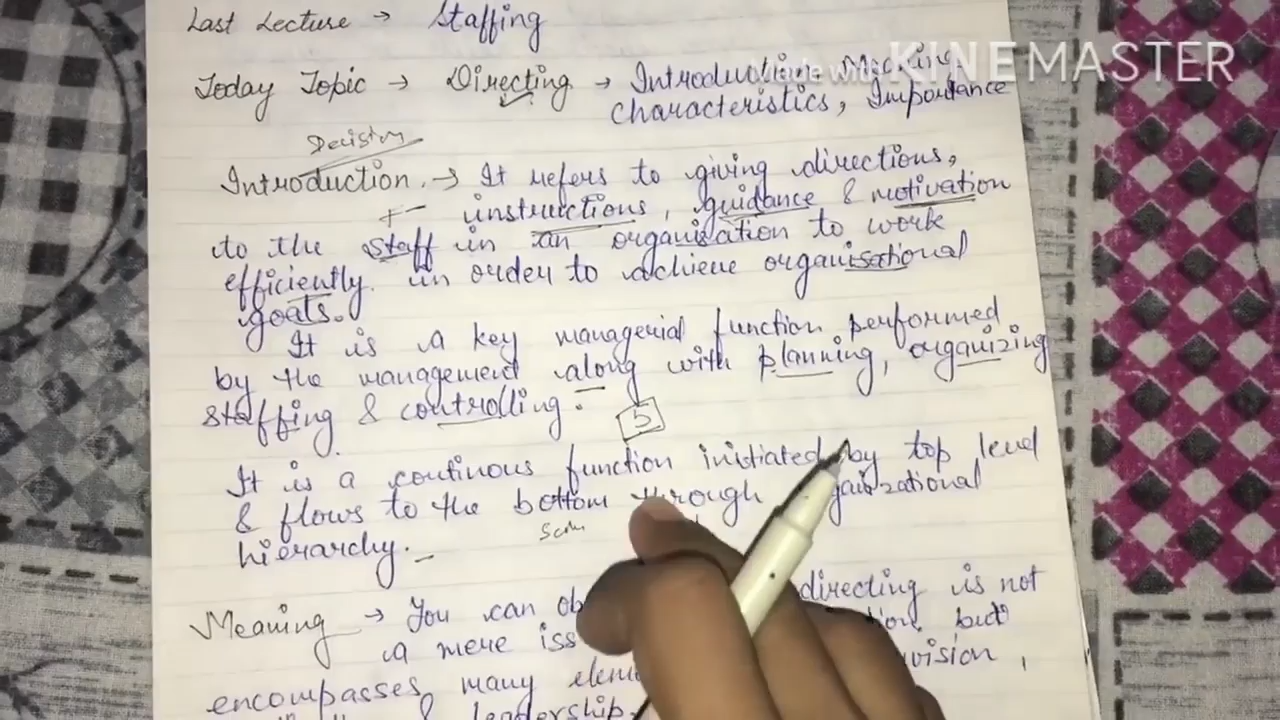 Last Lecture → Staffing
Made with KINEMASTER
Today Topic → Directing → Introduction, Meaning,
characteristics, Importance
Decision
Introduction. → It refers to giving directions,
instructions, guidance & motivation
to the staff in an organisation to work
efficiently in order to achieve organisational
goals.
It is a key managerial function performed
by the management along with planning, organizing
staffing & controlling.
5
It is a continous function initiated by top level
& flows to the bottom through
hierarchy.
Meaning → You can directing is not
a mere but
encompasses many
& leadership.